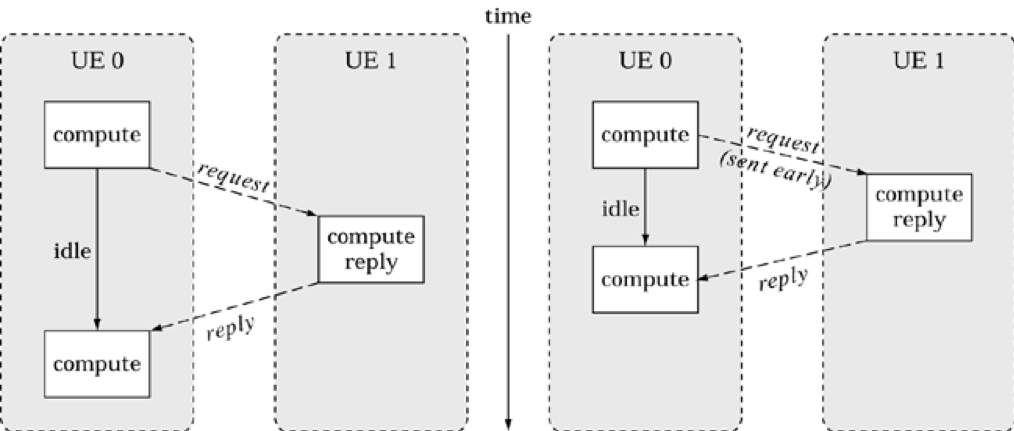 time
UE 0
UE 1
compute
request
idle
compute
reply
reply
compute
UE 0
UE 1
compute
request
(sent early)
compute
reply
idle
compute
reply